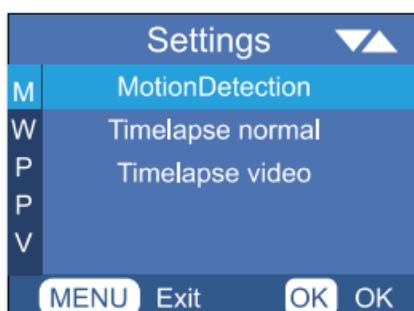 Settings
M MotionDetection
W Timelapse normal
P Timelapse video
P
V
MENU Exit OK OK